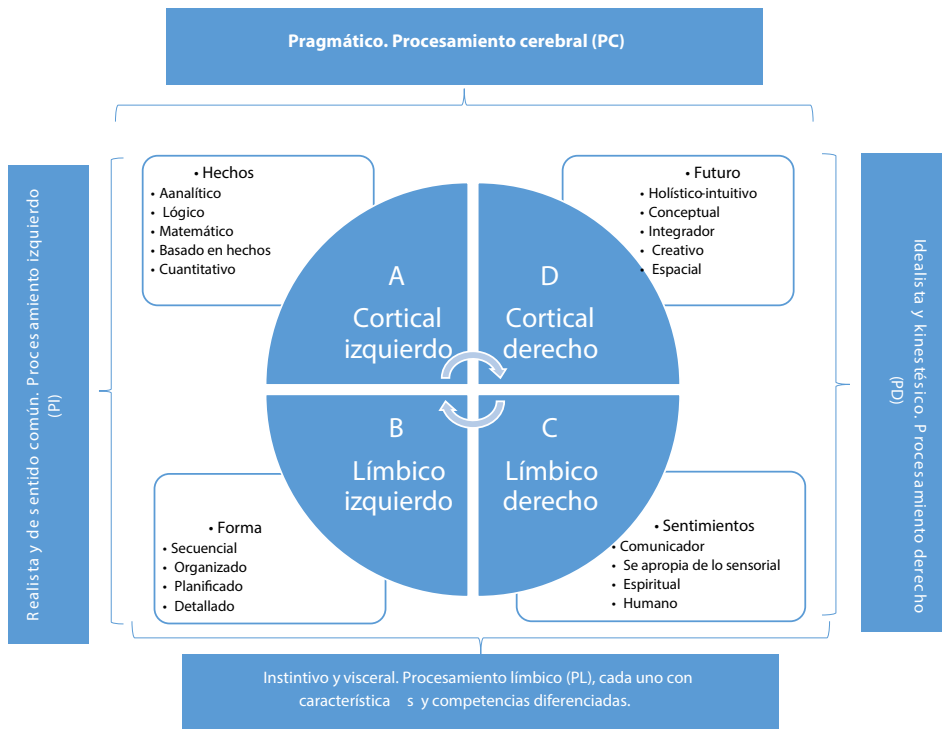 Pragmático. Procesamiento cerebral (PC)
Realista y de sentido común. Procesamiento izquierdo
(PI)
• Hechos
• Aanalítico
• Lógico
• Matemático
• Basado en hechos
• Cuantitativo
• Futuro
• Holístico-intuitivo
• Conceptual
• Integrador
• Creativo
• Espacial
A
Cortical
izquierdo
D
Cortical
derecho
B
Límbico
izquierdo
C
Límbico
derecho
• Forma
• Secuencial
• Organizado
• Planificado
• Detallado
• Sentimientos
• Comunicador
• Se apropia de lo sensorial
• Espiritual
• Humano
Idealista y kinestésico. Procesamiento derecho
(PD)
Instintivo y visceral. Procesamiento límbico (PL), cada uno con
característica s y competencias diferenciadas.